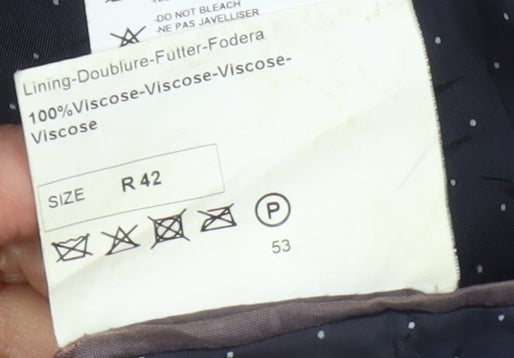 -DO NOT BLEACH
-NE PAS JAVELLISER
Lining-Doublure-Futter-Fodera
100%Viscose-Viscose-Viscose-
Viscose
SIZE R 42
P
53